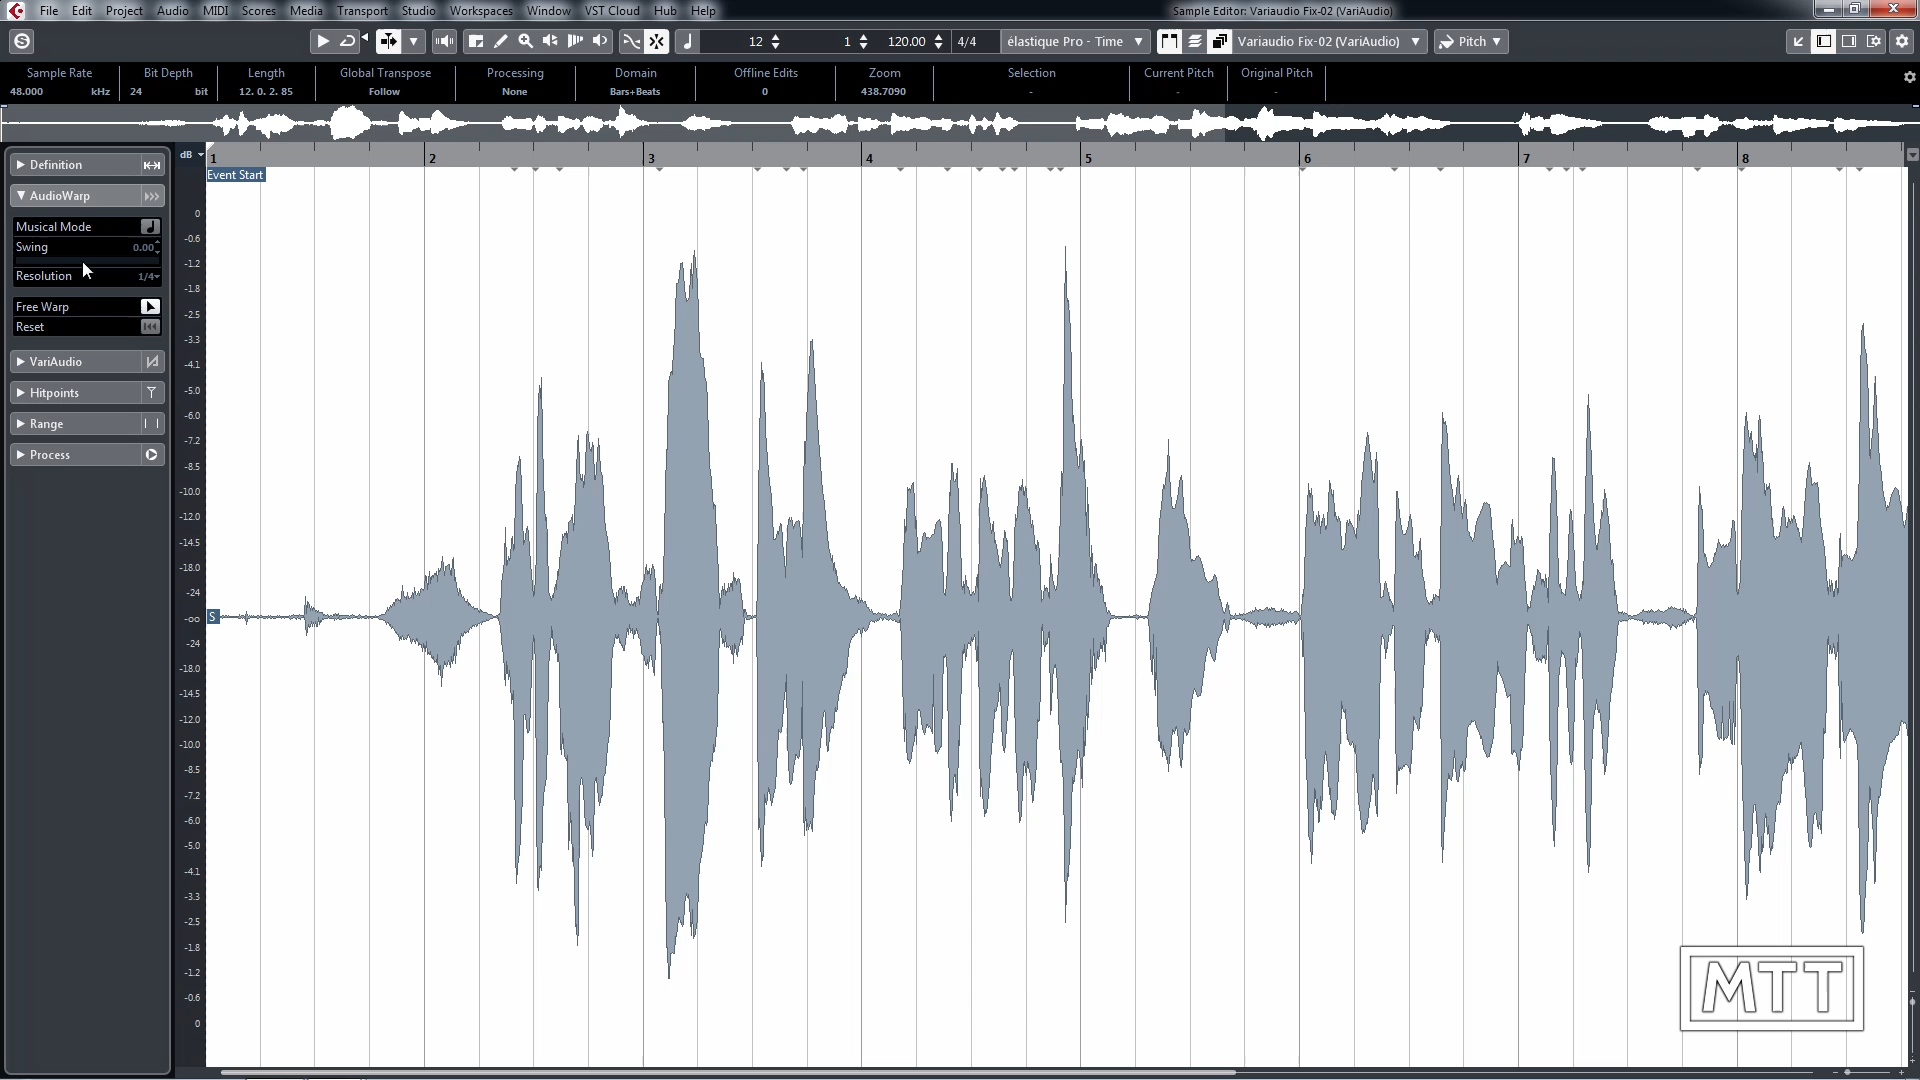 File Edit Project Audio MIDI Scores Media Transport Studio Workspaces Window VST Cloud Hub Help
Sample Editor: Variaudio Fix-02 (VariAudio)
12 1 120.00 4/4 élastique Pro - Time Variaudio Fix-02 (VariAudio) Pitch
Sample Rate Bit Depth Length Global Transpose Processing Domain Offline Edits Zoom Selection Current Pitch Original Pitch
48.000 kHz 24 bit 12. 0. 2. 85 Follow None Bars+Beats 0 438.7090 - - -
Definition
AudioWarp
Musical Mode
Swing 0.00
Resolution 1/4
Free Warp
Reset
VariAudio
Hitpoints
Range
Process
dB 1 2 3 4 5 6 7 8
Event Start
0
-0.6
-1.2
-1.8
-2.5
-3.3
-4.1
-5.0
-6.0
-7.2
-8.5
-10.0
-12.0
-14.5
-18.0
-24
-oo
-24
-18.0
-14.5
-12.0
-10.0
-8.5
-7.2
-6.0
-5.0
-4.1
-3.3
-2.5
-1.8
-1.2
-0.6
0
S
MTT